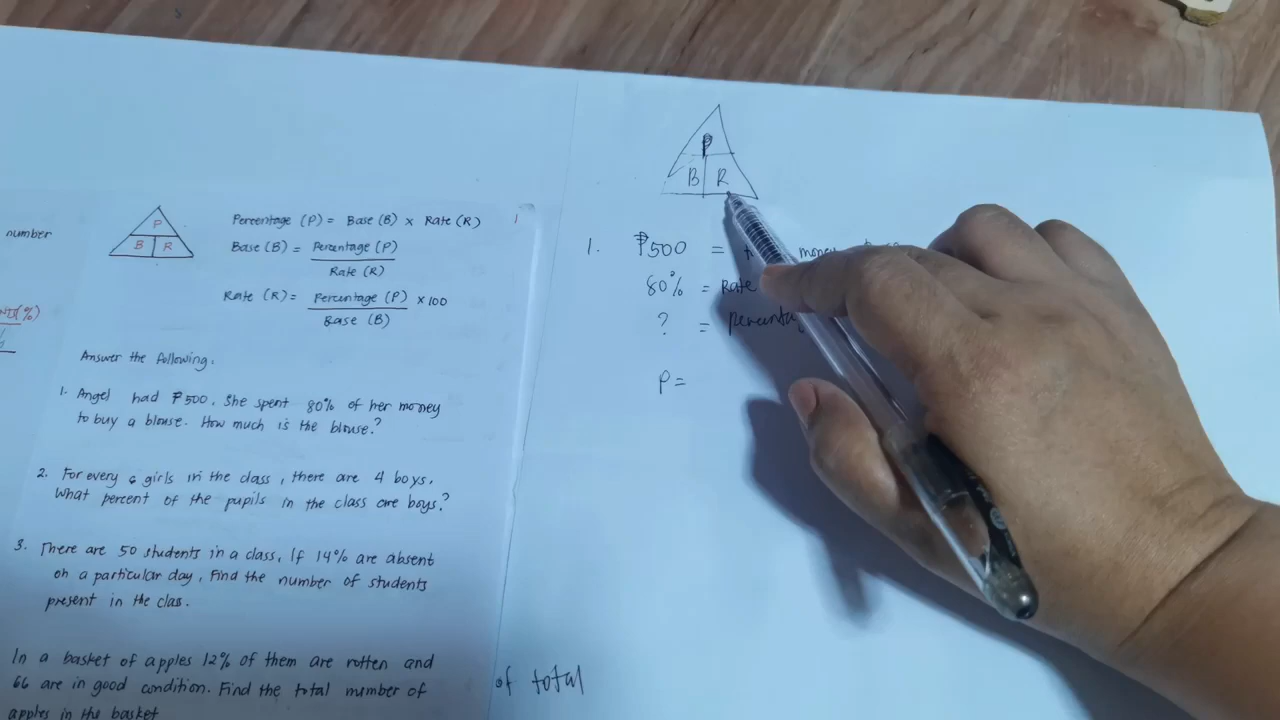 number
P
B R
Percentage (P) = Base (B) × Rate (R)
Base (B) = Percentage (P)
Rate (R)
Rate (R) = Percentage (P) × 100
Base (B)
Answer the following.
1. Angel had ₱500. She spent 80% of her money
to buy a blouse. How much is the blouse?
2. For every 6 girls in the class, there are 4 boys.
What percent of the pupils in the class are boys?
3. There are 50 students in a class, If 14% are absent
on a particular day, Find the number of students
present in the class.
In a basket of apples 12% of them are rotten and
66 are in good condition. Find the total number of
apples in the basket
P
B R
1. ₱500 = money
80% = Rate
? =
P =
of total